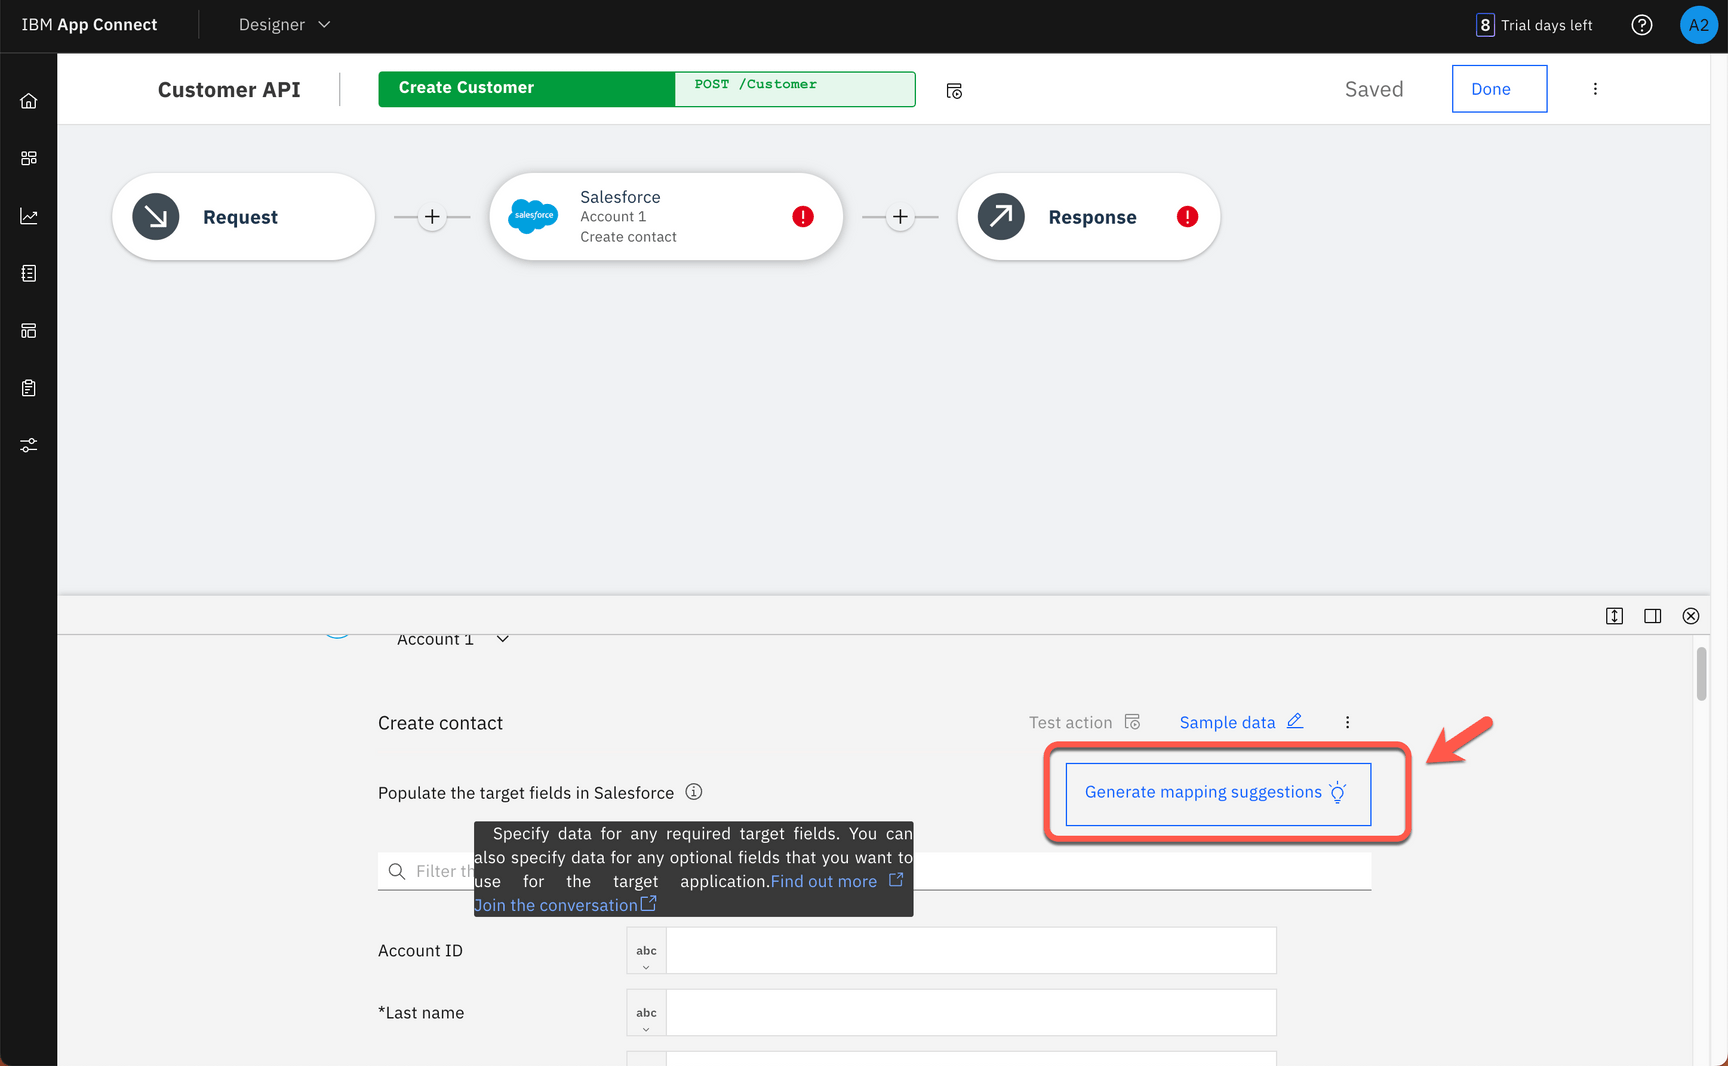 IBM App Connect
Designer
8 Trial days left
A2
Customer API
Create Customer
POST /Customer
Saved
Done
Request
salesforce
Salesforce
Account 1
Create contact
Response
Account 1
Create contact
Test action
Sample data
Populate the target fields in Salesforce
Generate mapping suggestions
Specify data for any required target fields. You can
also specify data for any optional fields that you want to
use for the target application.Find out more
Join the conversation
Filter th
Account ID
abc
*Last name
abc